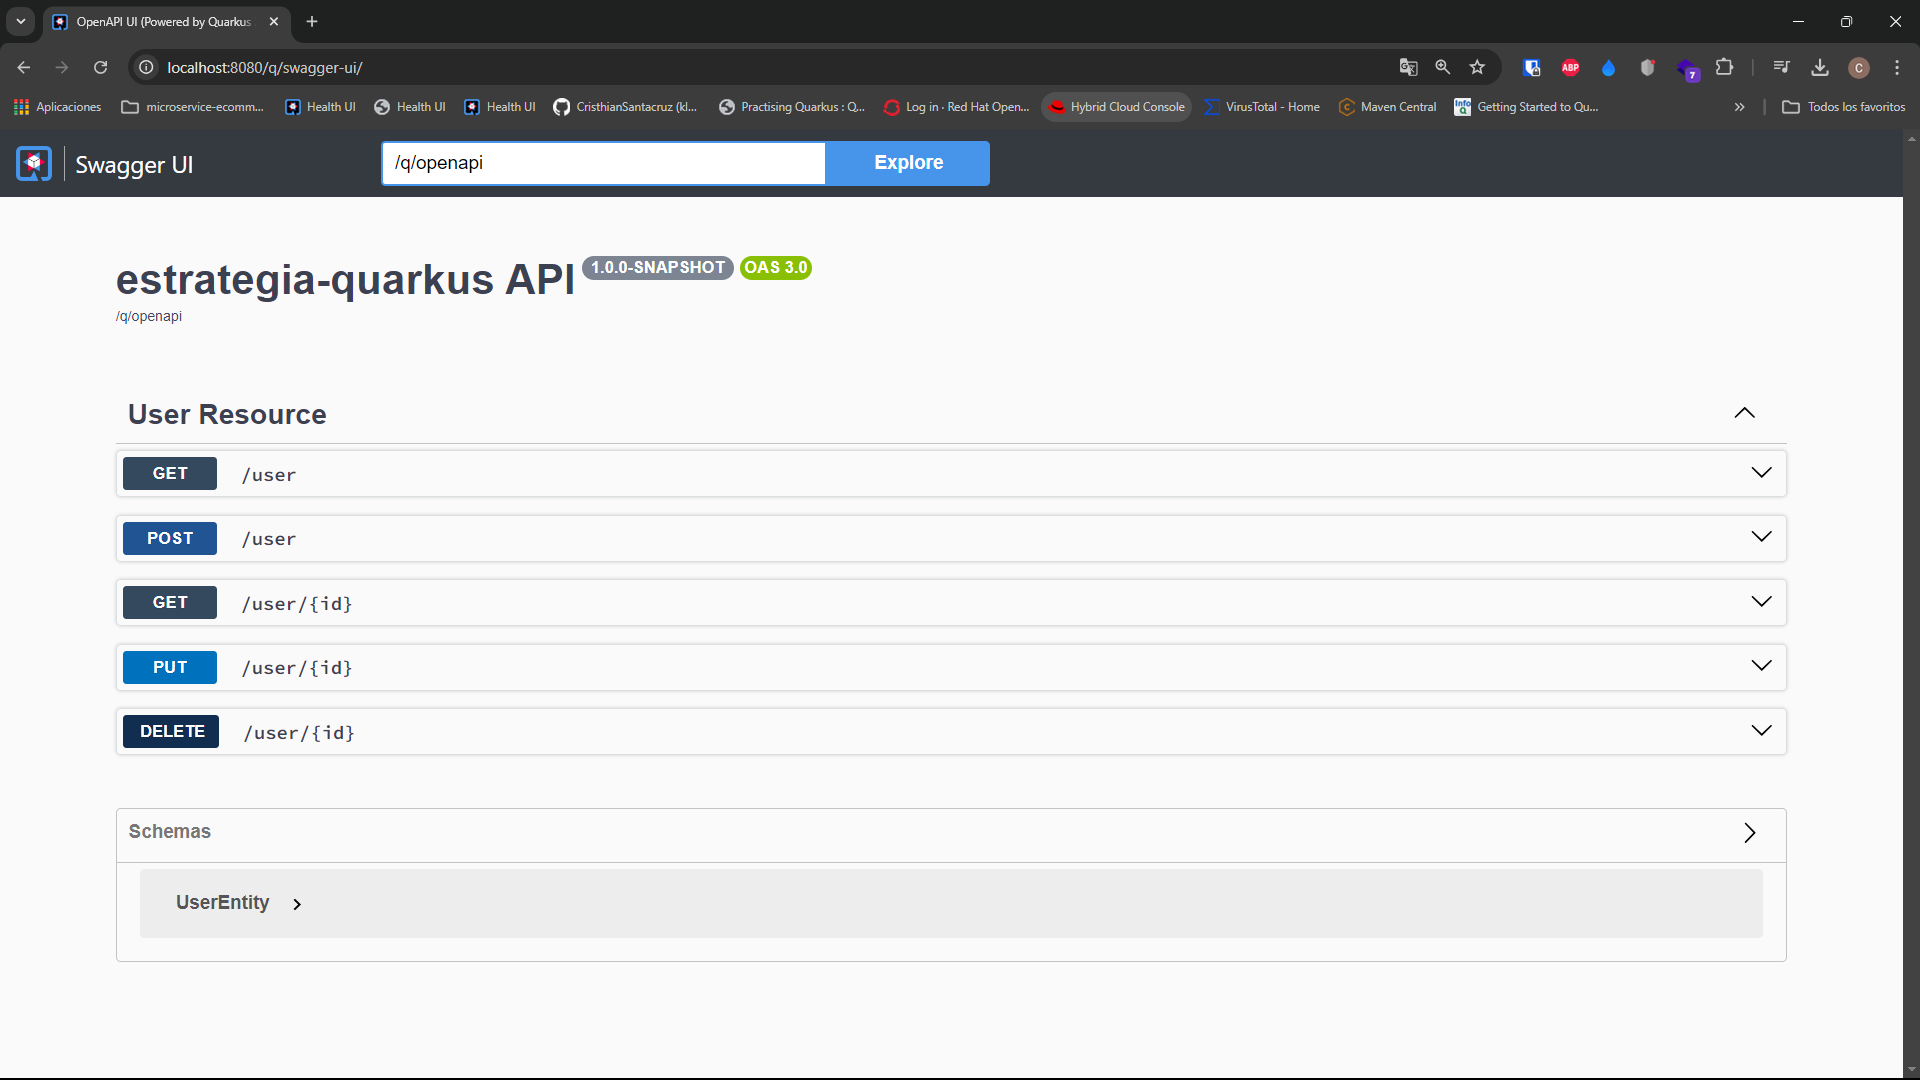 OpenAPI UI (Powered by Quarkus
localhost:8080/q/swagger-ui/
ABP
7
C
Aplicaciones
microservice-ecomm...
Health UI
Health UI
Health UI
CristhianSantacruz (kl...
Practising Quarkus : Q...
Log in · Red Hat Open...
Hybrid Cloud Console
VirusTotal - Home
Maven Central
Info Q
Getting Started to Qu...
Todos los favoritos
Swagger UI
/q/openapi
Explore
estrategia-quarkus API 1.0.0-SNAPSHOT OAS 3.0
/q/openapi
User Resource
GET /user
POST /user
GET /user/{id}
PUT /user/{id}
DELETE /user/{id}
Schemas
UserEntity